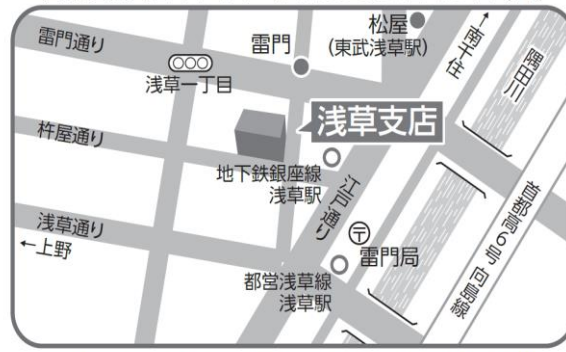 松屋
(東武浅草駅)
↑南千住
隅田川
雷門通り
雷門
浅草一丁目
浅草支店
杵屋通り
地下鉄銀座線
浅草駅
江戸通り
首都高6号 向島線
浅草通り
←上野
〒
雷門局
都営浅草線
浅草駅